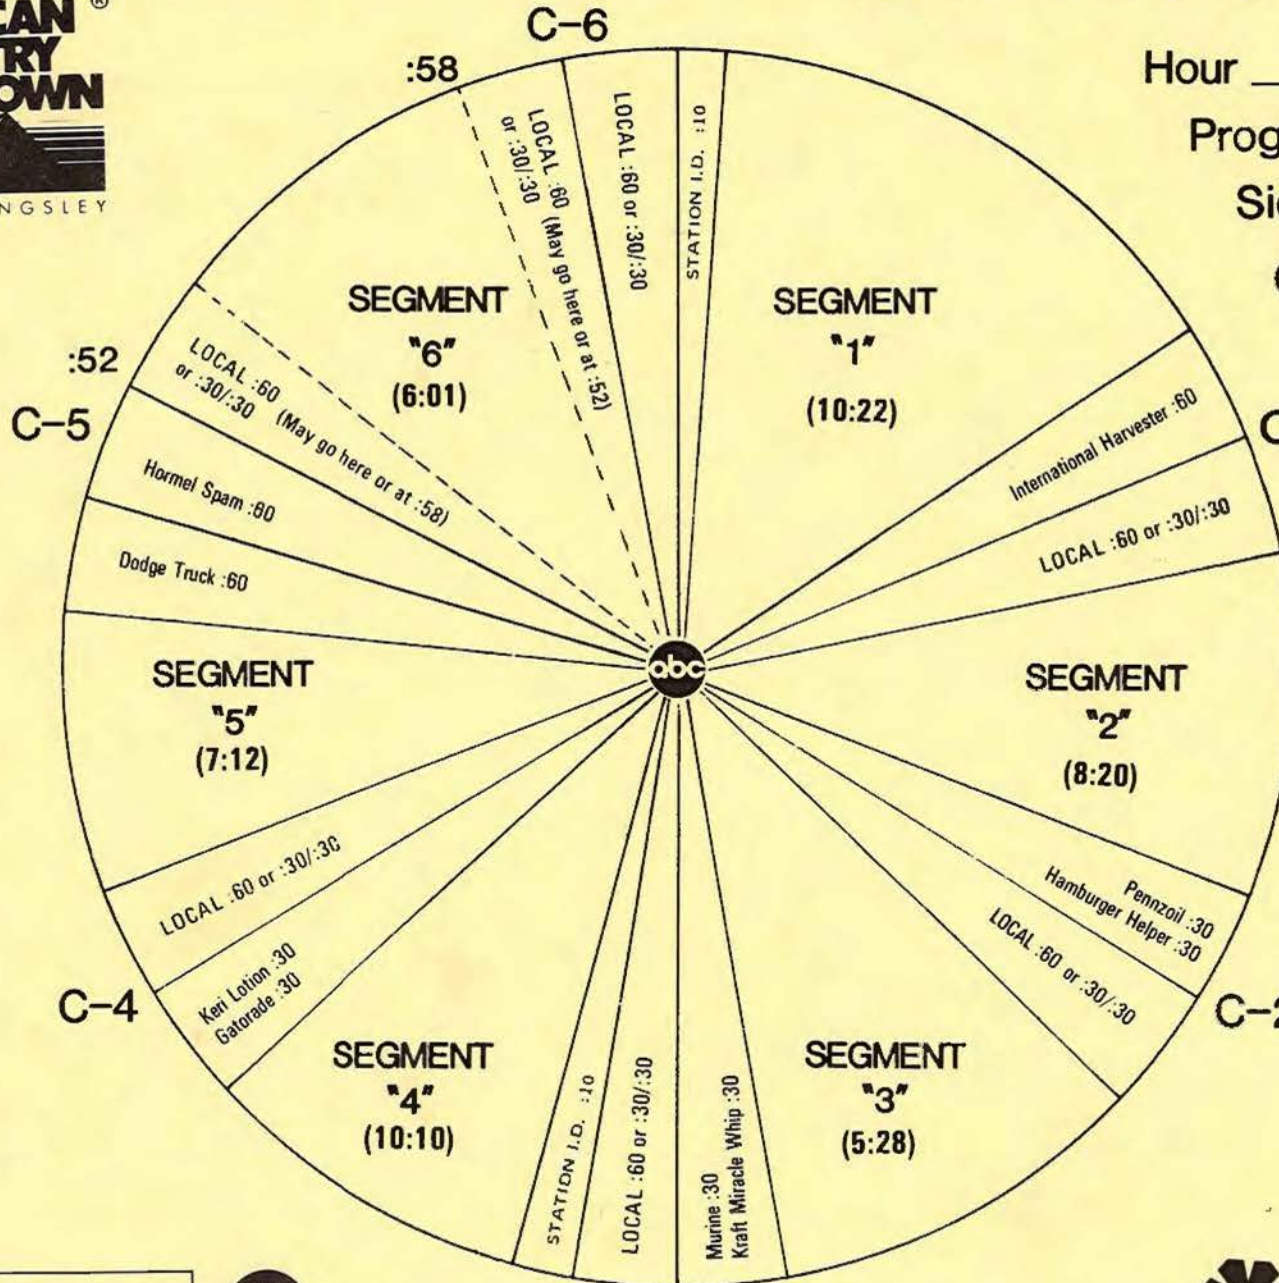 CAN ®
TRY
OWN
NGSLEY
C-6
:58
Hour
Prog
STATION I.D. :10
SEGMENT
"1"
(10:22)
International Harvester :60
LOCAL :60 or :30/:30
SEGMENT
"2"
(8:20)
Pennzoil :30
Hamburger Helper :30
LOCAL :60 or :30/:30
C-2
SEGMENT
"3"
(5:28)
Murine :30
Kraft Miracle Whip :30
LOCAL :60 or :30/:30
STATION I.D. :10
SEGMENT
"4"
(10:10)
Keri Lotion :30
Gatorade :30
C-4
LOCAL :60 or :30/:30
SEGMENT
"5"
(7:12)
Dodge Truck :60
Hormel Spam :60
C-5
:52
LOCAL :60 (May go here or at :58)
or :30/:30
SEGMENT
"6"
(6:01)
LOCAL :60 (May go here or at :52)
or :30/:30
LOCAL :60 or :30/:30
abc